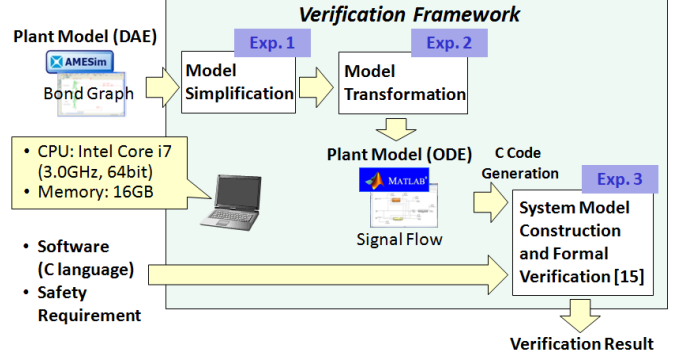 Verification Framework
Plant Model (DAE)
AMESim
Bond Graph
Exp. 1
Model
Simplification
Exp. 2
Model
Transformation
• CPU: Intel Core i7
(3.0GHz, 64bit)
• Memory: 16GB
Plant Model (ODE)
MATLAB
Signal Flow
C Code
Generation
Exp. 3
System Model
Construction
and Formal
Verification [15]
• Software
(C language)
• Safety
Requirement
Verification Result